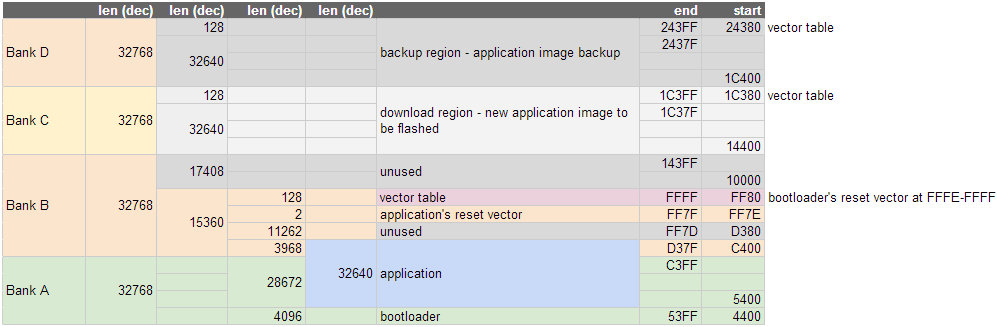 len (dec) len (dec) len (dec) len (dec) end start
128 243FF 24380 vector table
Bank D 32768 32640 backup region - application image backup 2437F
1C400
128 1C3FF 1C380 vector table
Bank C 32768 32640 download region - new application image to 1C37F
be flashed
14400
17408 unused 143FF
10000
Bank B 32768 15360 128 vector table FFFF FF80 bootloader's reset vector at FFFE-FFFF
2 application's reset vector FF7F FF7E
11262 unused FF7D D380
3968 D37F C400
Bank A 32768 28672 32640 application C3FF
5400
4096 bootloader 53FF 4400